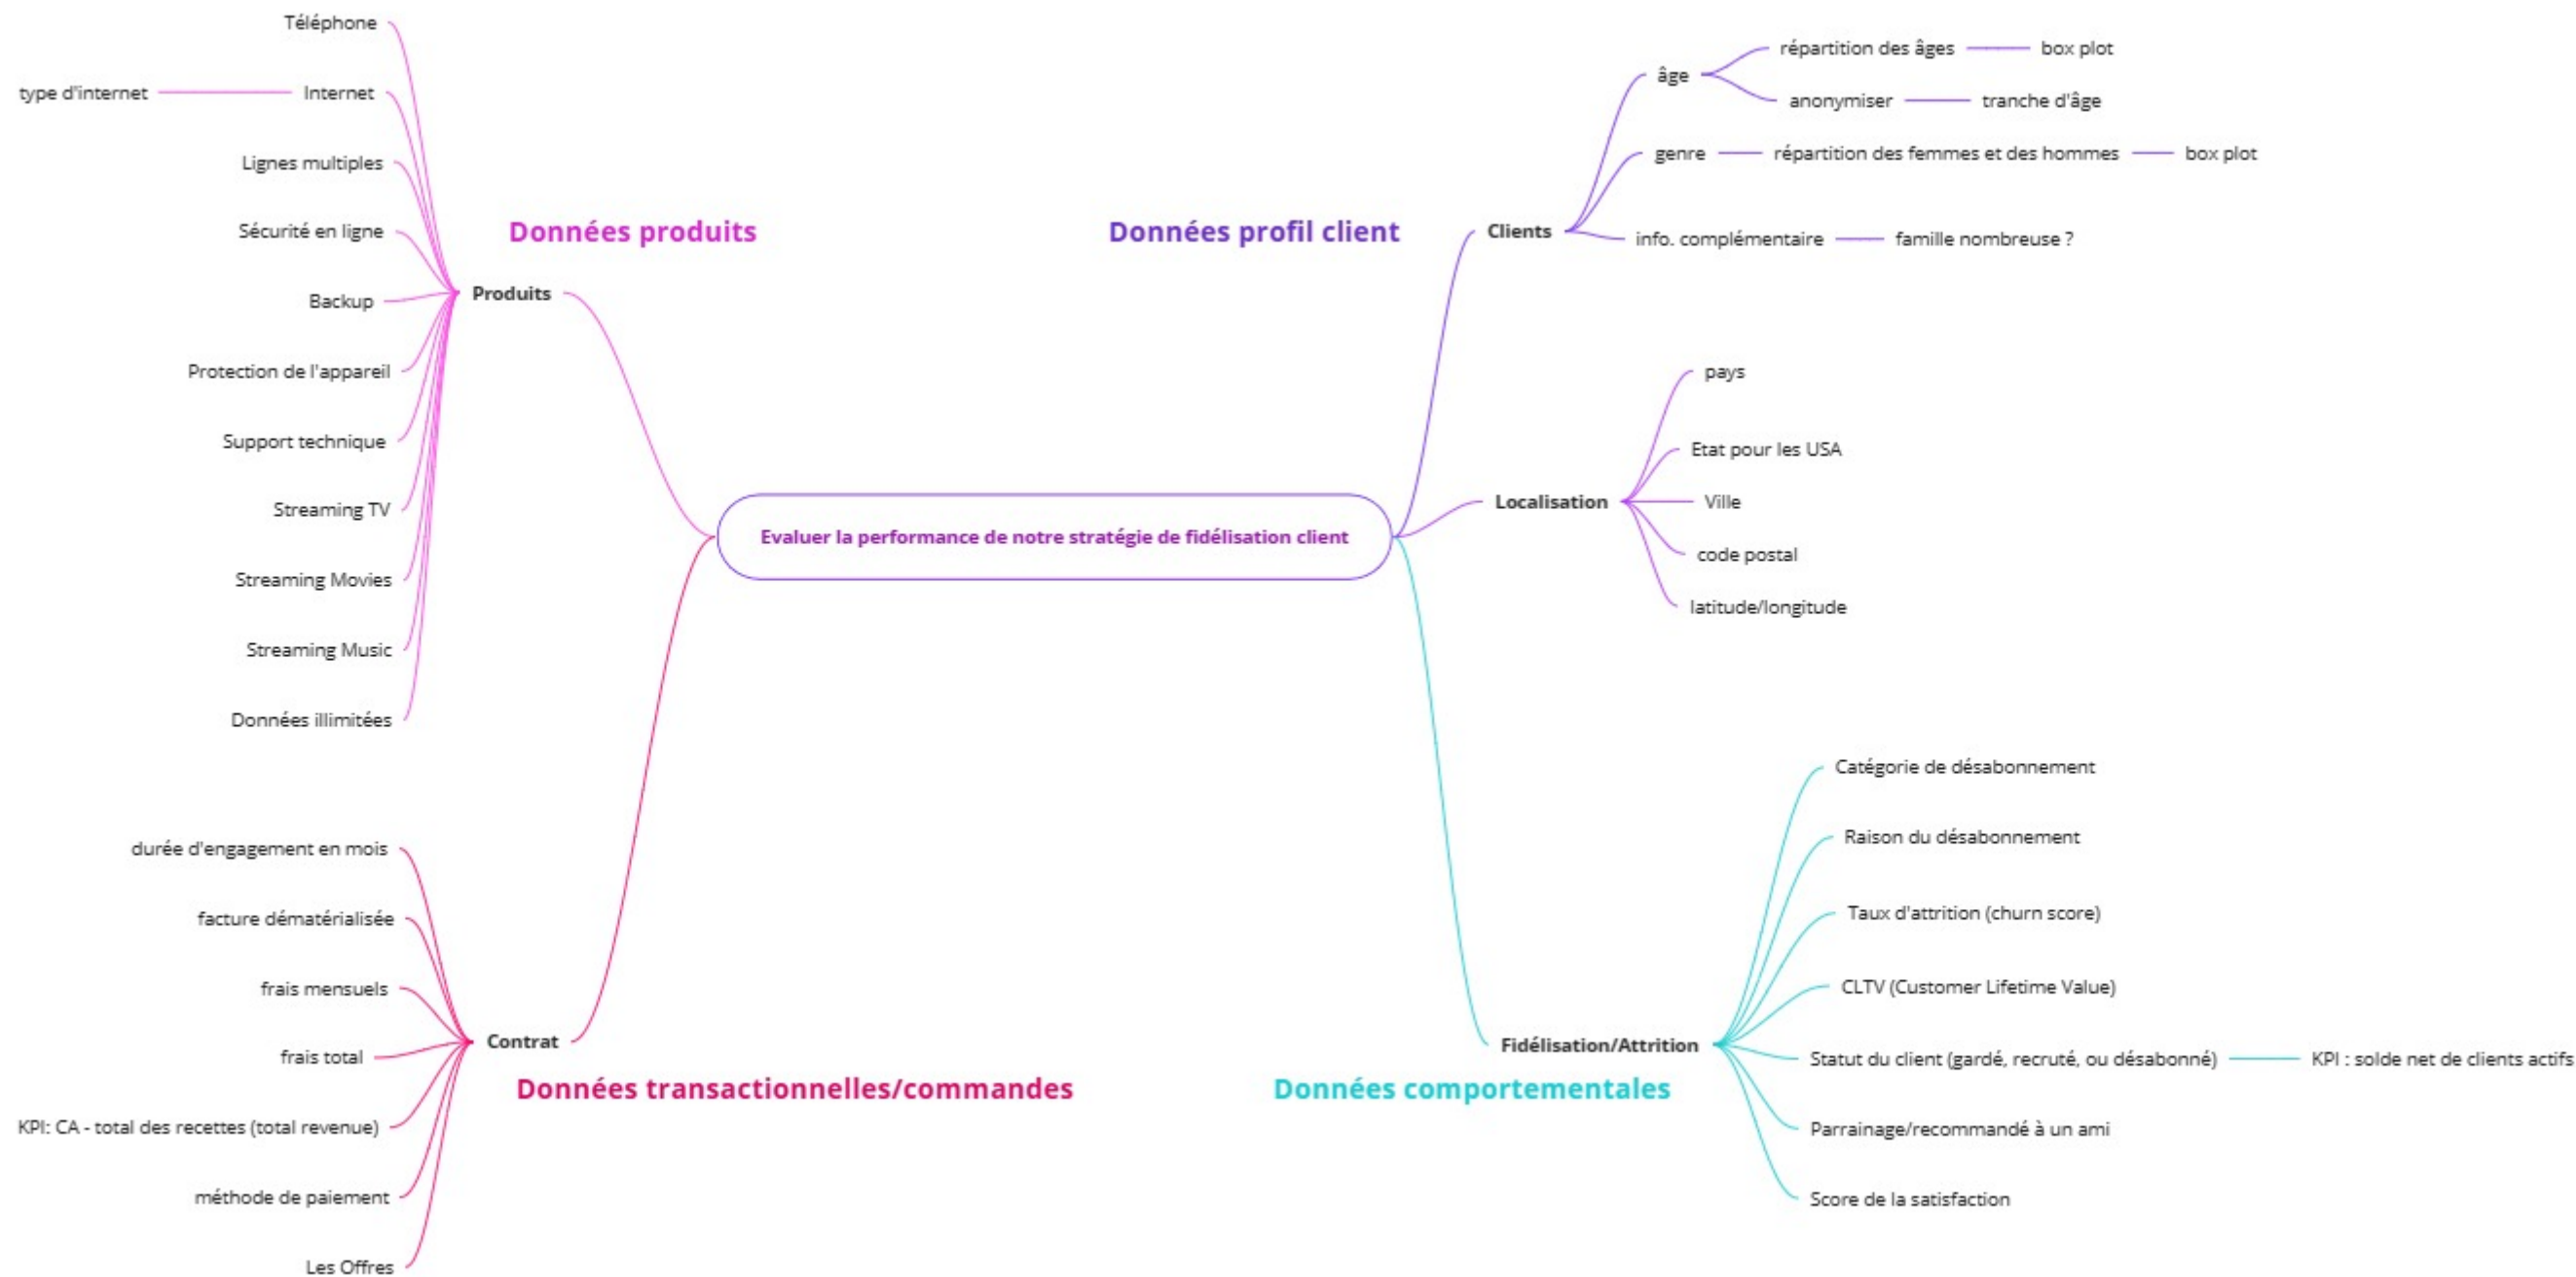 Téléphone
type d'internet
Internet
Lignes multiples
Sécurité en ligne
Backup
Protection de l'appareil
Support technique
Streaming TV
Streaming Movies
Streaming Music
Données illimitées
Données produits
Produits
durée d'engagement en mois
facture dématérialisée
frais mensuels
frais total
KPI: CA - total des recettes (total revenue)
méthode de paiement
Les Offres
Contrat
Données transactionnelles/commandes
Evaluer la performance de notre stratégie de fidélisation client
Données profil client
Clients
âge
répartition des âges
box plot
anonymiser
tranche d'âge
genre
répartition des femmes et des hommes
box plot
info. complémentaire
famille nombreuse ?
Localisation
pays
Etat pour les USA
Ville
code postal
latitude/longitude
Fidélisation/Attrition
Données comportementales
Catégorie de désabonnement
Raison du désabonnement
Taux d'attrition (churn score)
CLTV (Customer Lifetime Value)
Statut du client (gardé, recruté, ou désabonné)
KPI : solde net de clients actifs
Parrainage/recommandé à un ami
Score de la satisfaction